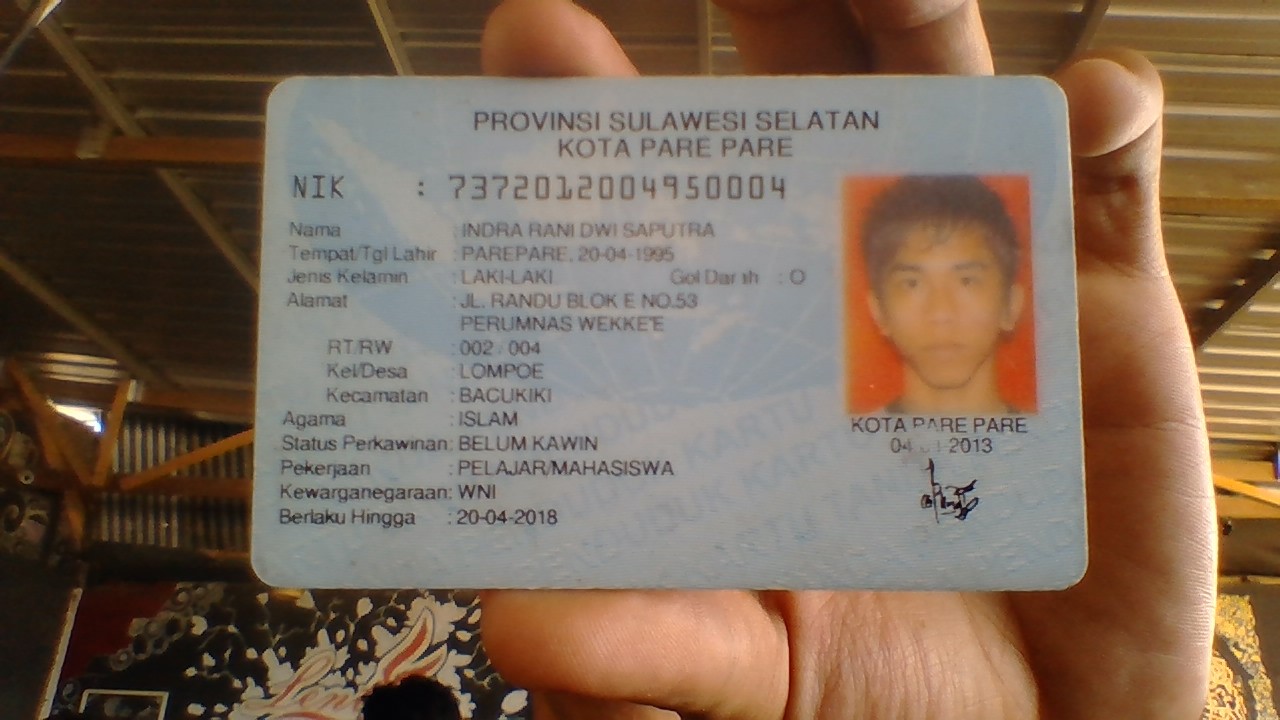 PROVINSI SULAWESI SELATAN
KOTA PARE PARE
NIK : 7372012004950004
Nama : INDRA RANI DWI SAPUTRA
Tempat/Tgl Lahir : PAREPARE, 20-04-1995
Jenis Kelamin : LAKI-LAKI Gol Darah : O
Alamat : JL. RANDU BLOK E NO.53
PERUMNAS WEKKE'E
RT/RW : 002 / 004
Kel/Desa : LOMPOE
Kecamatan : BACUKIKI
Agama : ISLAM
Status Perkawinan: BELUM KAWIN
Pekerjaan : PELAJAR/MAHASISWA
Kewarganegaraan: WNI
Berlaku Hingga : 20-04-2018
KOTA PARE PARE